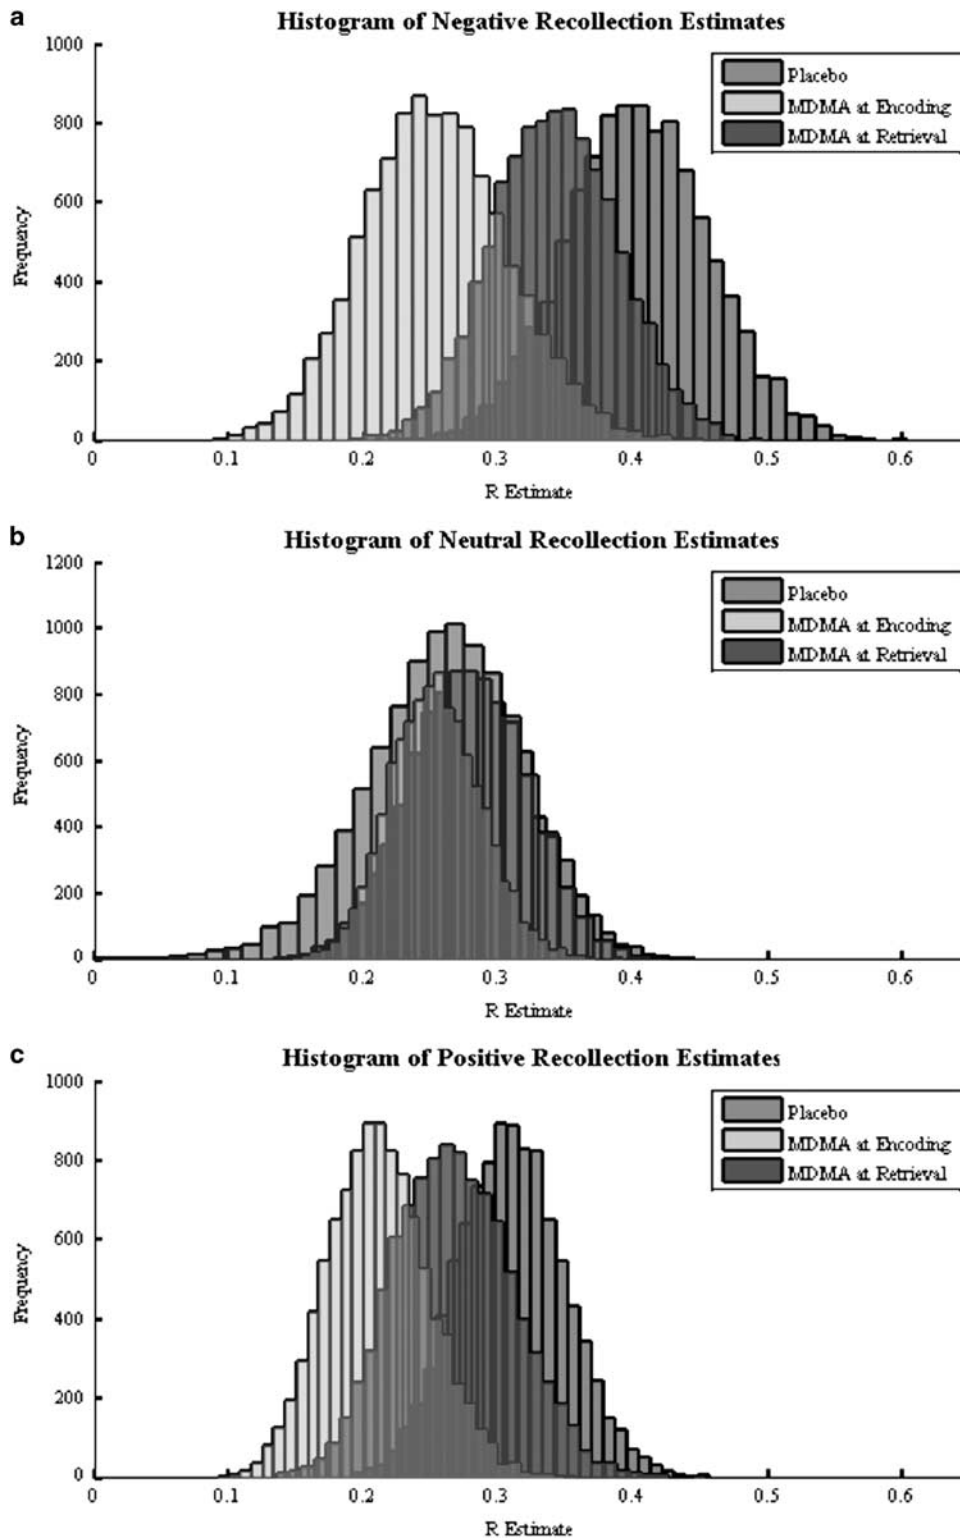 a
Histogram of Negative Recollection Estimates
1000
800
600
400
200
0
Frequency
Placebo
MDMA at Encoding
MDMA at Retrieval
0 0.1 0.2 0.3 0.4 0.5 0.6
R Estimate
b
Histogram of Neutral Recollection Estimates
1200
1000
800
600
400
200
0
Frequency
Placebo
MDMA at Encoding
MDMA at Retrieval
0 0.1 0.2 0.3 0.4 0.5 0.6
R Estimate
c
Histogram of Positive Recollection Estimates
1000
800
600
400
200
0
Frequency
Placebo
MDMA at Encoding
MDMA at Retrieval
0 0.1 0.2 0.3 0.4 0.5 0.6
R Estimate